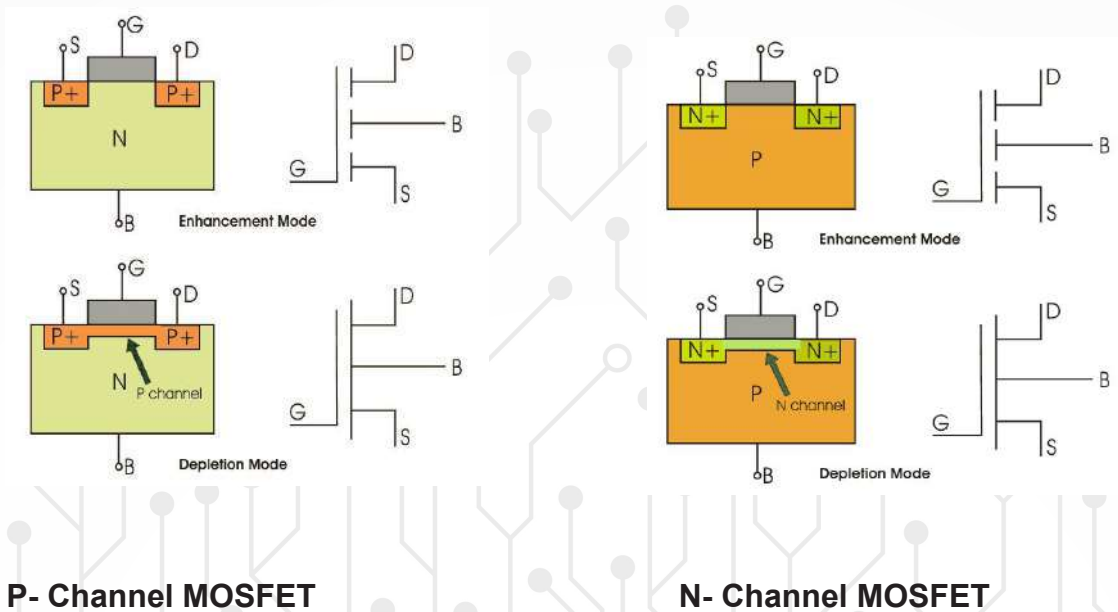 G
S
D
P+ P+
N
B
Enhancement Mode
D
B
G
S
G
S
D
P+ P+
N
P channel
B
Depletion Mode
D
B
G
S
P- Channel MOSFET
G
S
D
N+ N+
P
B
Enhancement Mode
D
B
G
S
G
S
D
N+ N+
P
N channel
B
Depletion Mode
D
B
G
S
N- Channel MOSFET